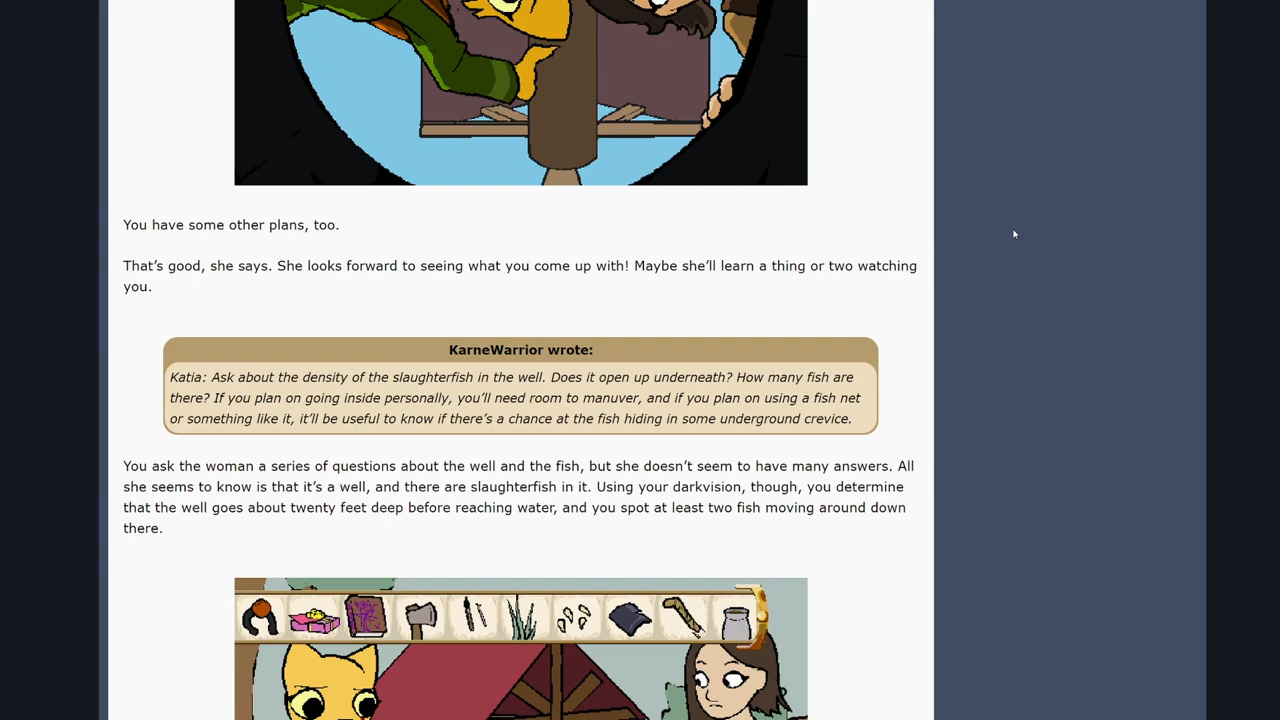 You have some other plans, too.
That’s good, she says. She looks forward to seeing what you come up with! Maybe she’ll learn a thing or two watching
you.
KarneWarrior wrote:
Katia: Ask about the density of the slaughterfish in the well. Does it open up underneath? How many fish are
there? If you plan on going inside personally, you’ll need room to manuver, and if you plan on using a fish net
or something like it, it’ll be useful to know if there’s a chance at the fish hiding in some underground crevice.
You ask the woman a series of questions about the well and the fish, but she doesn’t seem to have many answers. All
she seems to know is that it’s a well, and there are slaughterfish in it. Using your darkvision, though, you determine
that the well goes about twenty feet deep before reaching water, and you spot at least two fish moving around down
there.